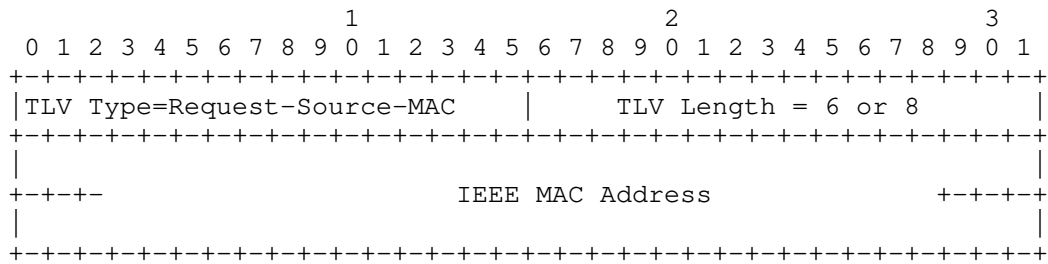 1                   2                   3
 0 1 2 3 4 5 6 7 8 9 0 1 2 3 4 5 6 7 8 9 0 1 2 3 4 5 6 7 8 9 0 1
+-+-+-+-+-+-+-+-+-+-+-+-+-+-+-+-+-+-+-+-+-+-+-+-+-+-+-+-+-+-+-+-+
|TLV Type=Request-Source-MAC    |     TLV Length = 6 or 8       |
+-+-+-+-+-+-+-+-+-+-+-+-+-+-+-+-+-+-+-+-+-+-+-+-+-+-+-+-+-+-+-+-+
|                                                               |
+-+-+-                      IEEE MAC Address              +-+-+-+
|                                                               |
+-+-+-+-+-+-+-+-+-+-+-+-+-+-+-+-+-+-+-+-+-+-+-+-+-+-+-+-+-+-+-+-+